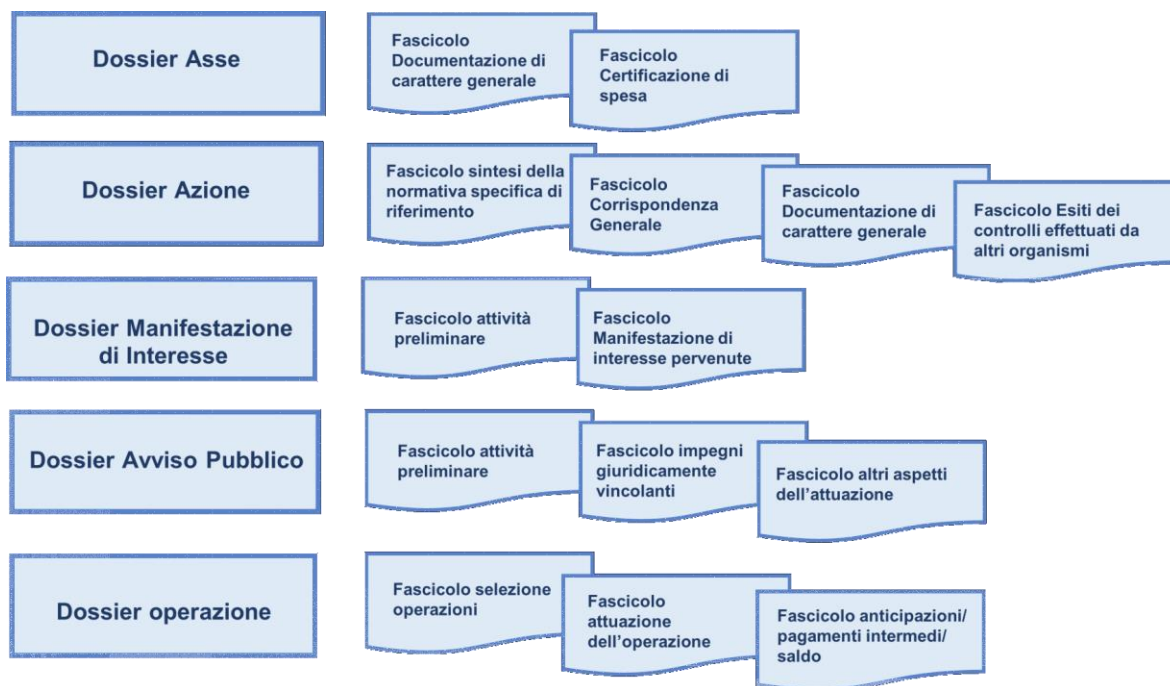 Dossier Asse
Fascicolo
Documentazione di
carattere generale
Fascicolo
Certificazione di
spesa
Dossier Azione
Fascicolo sintesi della
normativa specifica di
riferimento
Fascicolo
Corrispondenza
Generale
Fascicolo
Documentazione di
carattere generale
Fascicolo Esiti dei
controlli effettuati da
altri organismi
Dossier Manifestazione
di Interesse
Fascicolo attività
preliminare
Fascicolo
Manifestazione di
interesse pervenute
Dossier Avviso Pubblico
Fascicolo attività
preliminare
Fascicolo impegni
giuridicamente
vincolanti
Fascicolo altri aspetti
dell’attuazione
Dossier operazione
Fascicolo selezione
operazioni
Fascicolo
attuazione
dell’operazione
Fascicolo anticipazioni/
pagamenti intermedi/
saldo